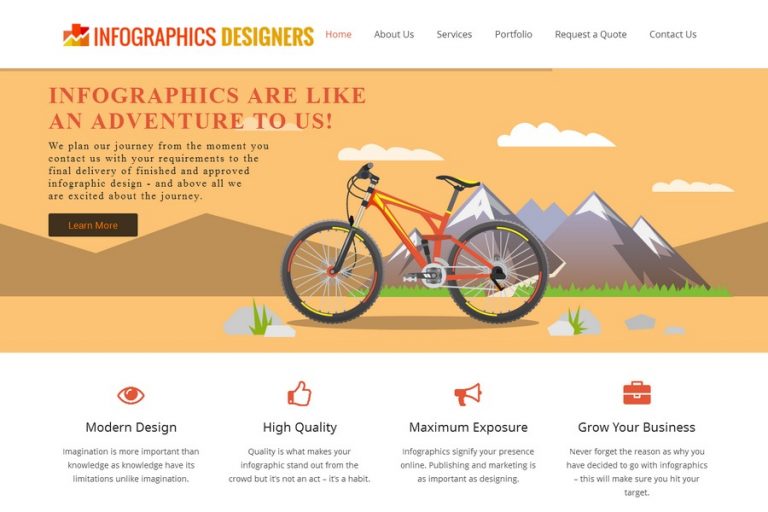 INFOGRAPHICS DESIGNERS
Home About Us Services Portfolio Request a Quote Contact Us
INFOGRAPHICS ARE LIKE
AN ADVENTURE TO US!
We plan our journey from the moment you
contact us with your requirements to the
final delivery of finished and approved
infographic design - and above all we
are excited about the journey.
Learn More
Modern Design
Imagination is more important than
knowledge as knowledge have its
limitations unlike imagination.
High Quality
Quality is what makes your
infographic stand out from the
crowd but it's not an act – it's a habit.
Maximum Exposure
Infographics signify your presence
online. Publishing and marketing is
as important as designing.
Grow Your Business
Never forget the reason as why you
have decided to go with infographics
– this will make sure you hit your
target.